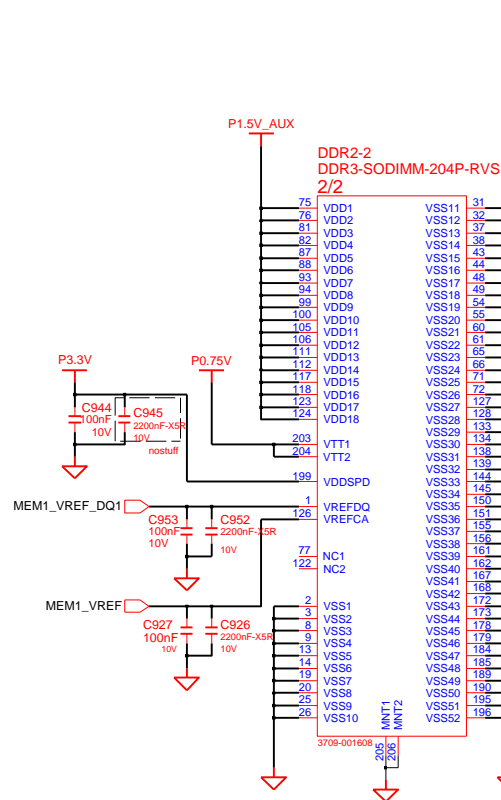 P1.5V_AUX
DDR2-2
DDR3-SODIMM-204P-RVS
2/2
75 VDD1 VSS11 31
76 VDD2 VSS12 32
81 VDD3 VSS13 37
82 VDD4 VSS14 38
87 VDD5 VSS15 43
88 VDD6 VSS16 44
93 VDD7 VSS17 48
94 VDD8 VSS18 49
99 VDD9 VSS19 54
100 VDD10 VSS20 55
105 VDD11 VSS21 60
106 VDD12 VSS22 61
111 VDD13 VSS23 65
112 VDD14 VSS24 66
117 VDD15 VSS25 71
118 VDD16 VSS26 72
123 VDD17 VSS27 127
124 VDD18 VSS28 128
VSS29 133
203 VTT1 VSS30 134
204 VTT2 VSS31 138
VSS32 139
199 VDDSPD VSS33 144
VSS34 145
1 VREFDQ VSS35 150
126 VREFCA VSS36 151
VSS37 155
VSS38 156
77 NC1 VSS39 161
122 NC2 VSS40 162
VSS41 167
VSS42 168
2 VSS1 VSS43 172
3 VSS2 VSS44 173
8 VSS3 VSS45 178
9 VSS4 VSS46 179
13 VSS5 VSS47 184
14 VSS6 VSS48 185
19 VSS7 VSS49 189
20 VSS8 VSS50 190
25 VSS9 VSS51 195
26 VSS10 VSS52 196
MNT1
MNT2
3709-001608
205
206
P3.3V
P0.75V
C944
100nF
10V
C945
2200nF-X5R
10V
nostuff
MEM1_VREF_DQ1
C953
100nF
10V
C952
2200nF-X5R
10V
MEM1_VREF
C927
100nF
10V
C926
2200nF-X5R
10V